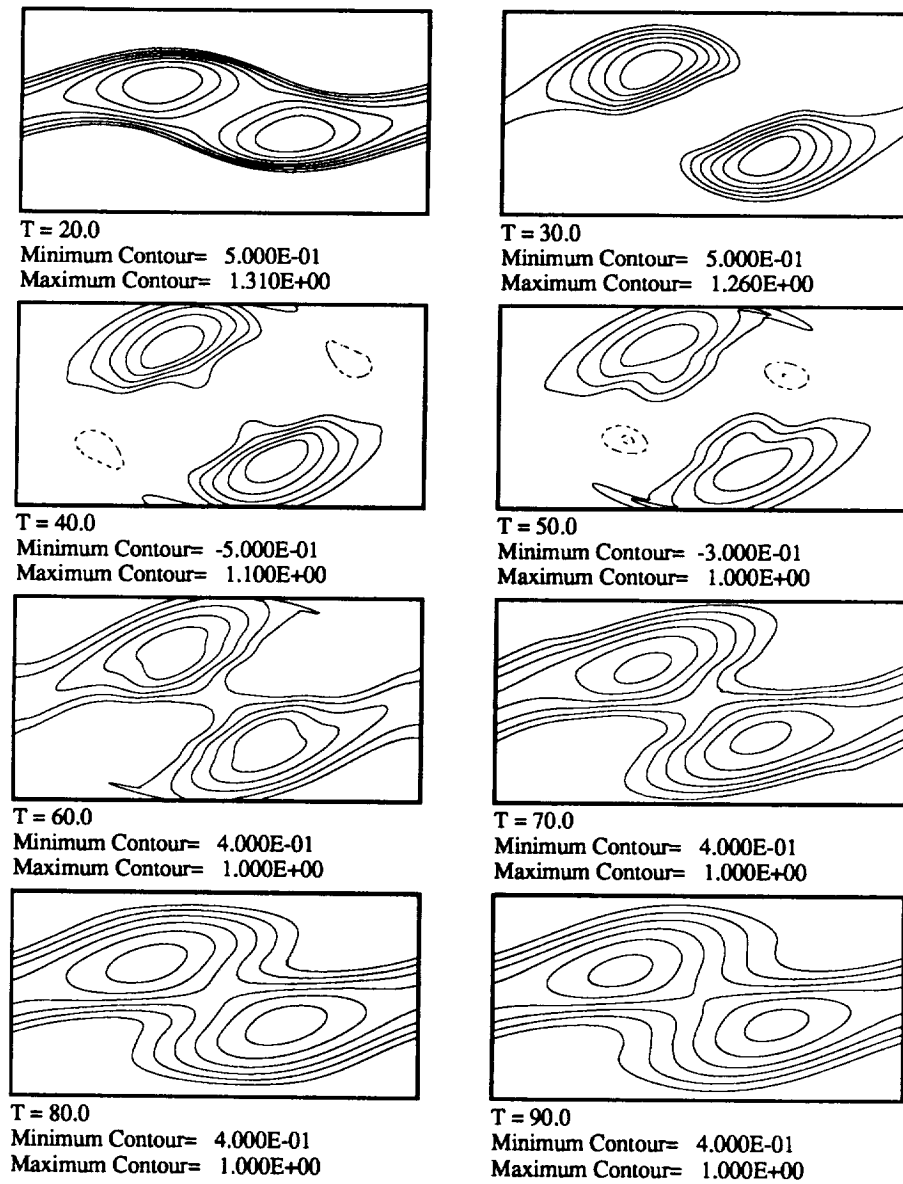 T = 20.0
Minimum Contour= 5.000E-01
Maximum Contour= 1.310E+00
T = 30.0
Minimum Contour= 5.000E-01
Maximum Contour= 1.260E+00
T = 40.0
Minimum Contour= -5.000E-01
Maximum Contour= 1.100E+00
T = 50.0
Minimum Contour= -3.000E-01
Maximum Contour= 1.000E+00
T = 60.0
Minimum Contour= 4.000E-01
Maximum Contour= 1.000E+00
T = 70.0
Minimum Contour= 4.000E-01
Maximum Contour= 1.000E+00
T = 80.0
Minimum Contour= 4.000E-01
Maximum Contour= 1.000E+00
T = 90.0
Minimum Contour= 4.000E-01
Maximum Contour= 1.000E+00